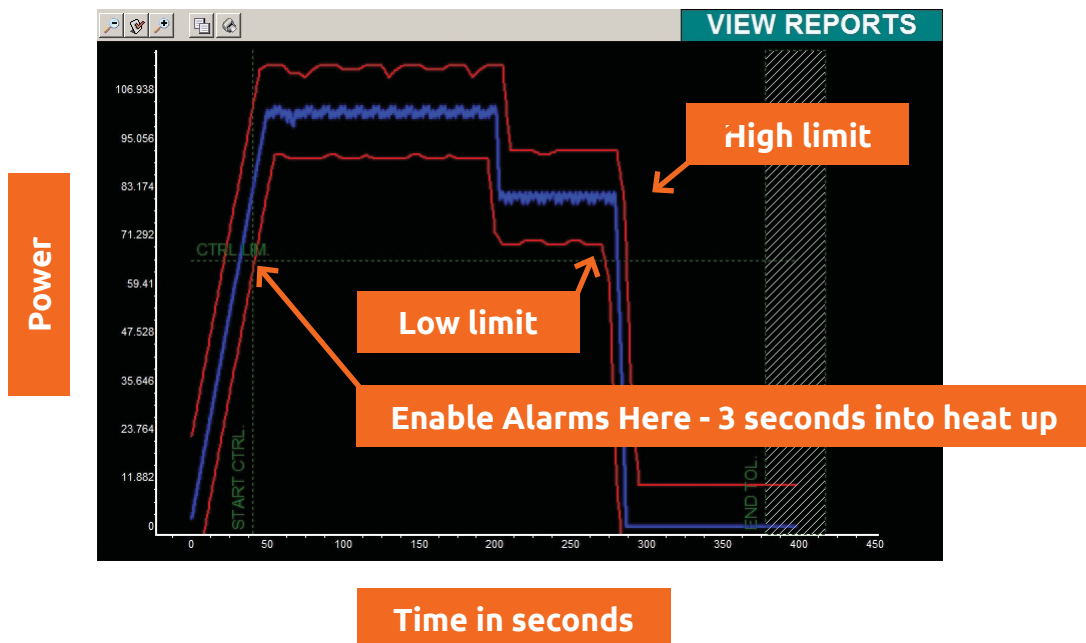 VIEW REPORTS
106.938
95.056
83.174
71.292
59.41
47.528
35.646
23.764
11.882
0
CTRL LIM.
START CTRL.
END TOL.
High limit
Low limit
Enable Alarms Here - 3 seconds into heat up
Power
0 50 100 150 200 250 300 350 400 450
Time in seconds